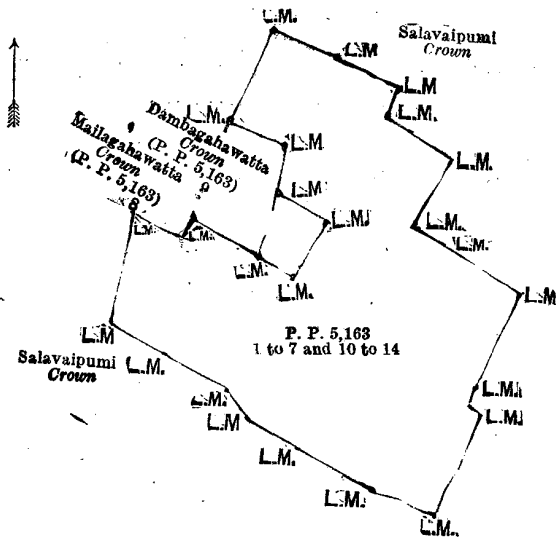 L.M.
L.M
Sālavaipumi
Crown
L.M
L.M.
L.M.
Dambagahawatta
Crown
(P. P. 5,163)
9
Mailagahawatta
Crown
(P. P. 5,163)
8
L.M
L.M.
L.M
L.M
L.M.
L.M
L.M.
L.M.
L.M.
L.M.
L.M
L.M
P. P. 5,163
1 to 7 and 10 to 14
Salavaipumi
Crown
L.M.
L.M.
L.M.
L.M
L.M.
L.M.
L.M.
L.M.